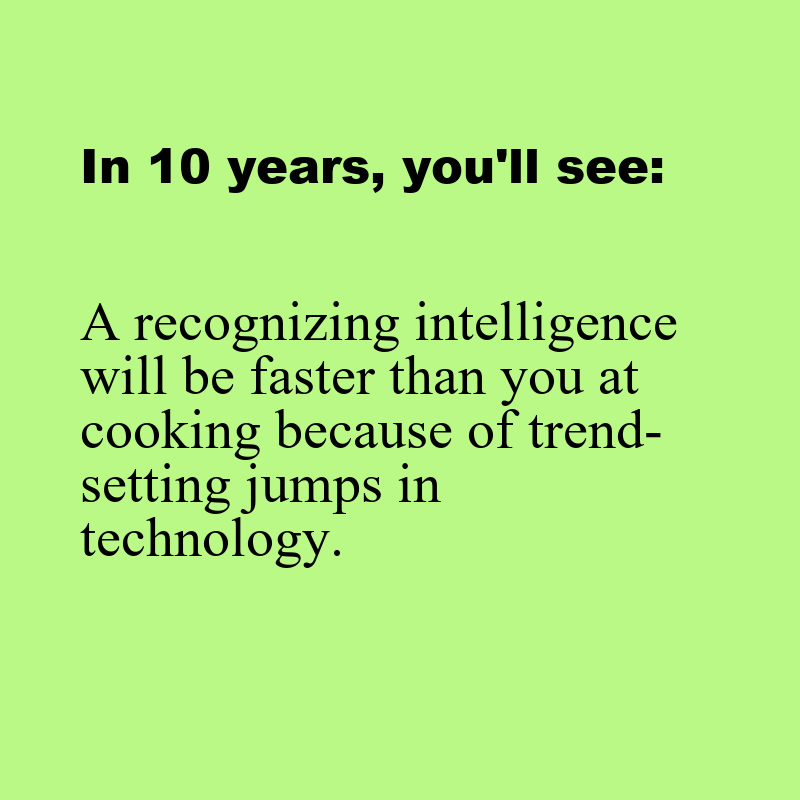 In 10 years, you'll see:
A recognizing intelligence
will be faster than you at
cooking because of trend-
setting jumps in
technology.